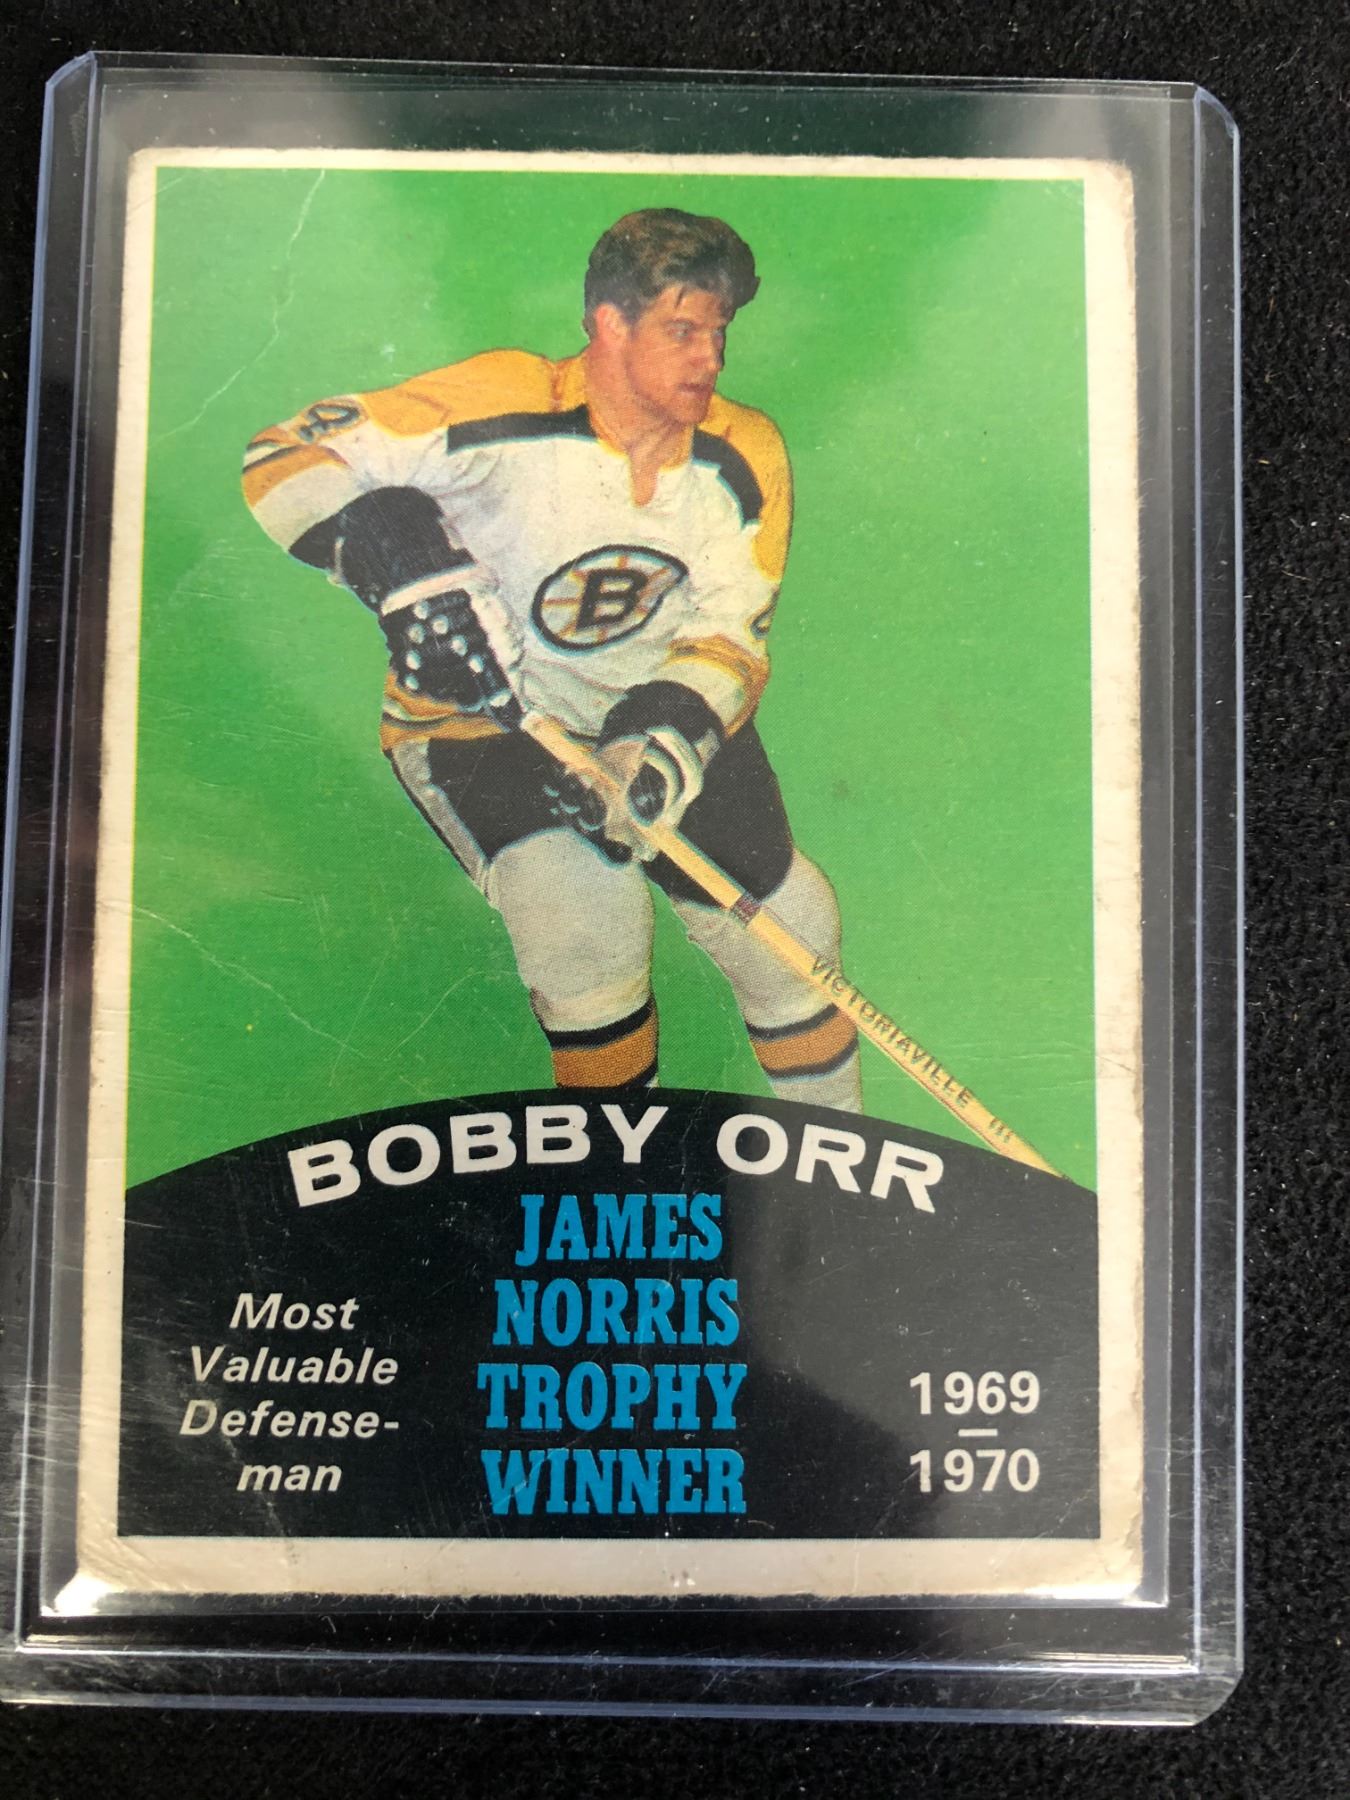 B
VICTORIAVILLE
BOBBY ORR
JAMES
NORRIS
TROPHY
WINNER
Most
Valuable
Defense-
man
1969
—
1970